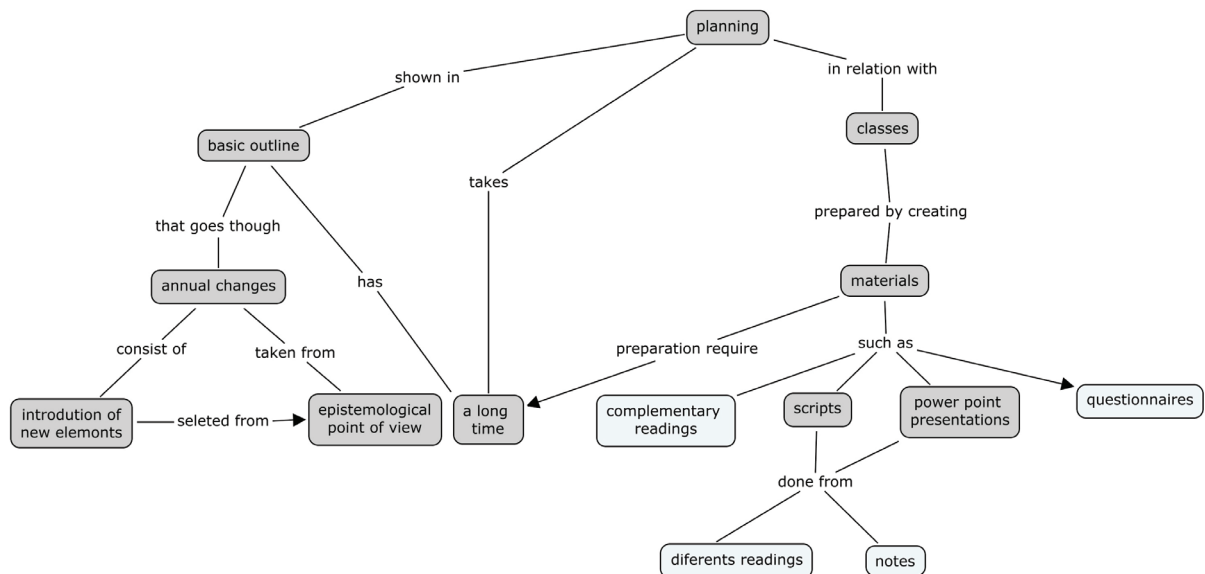 planning
shown in
in relation with
basic outline
classes
takes
that goes though
prepared by creating
annual changes
has
materials
consist of
taken from
preparation require
such as
introdution of
new elemonts
seleted from
epistemological
point of view
a long
time
complementary
readings
scripts
power point
presentations
questionnaires
done from
diferents readings
notes